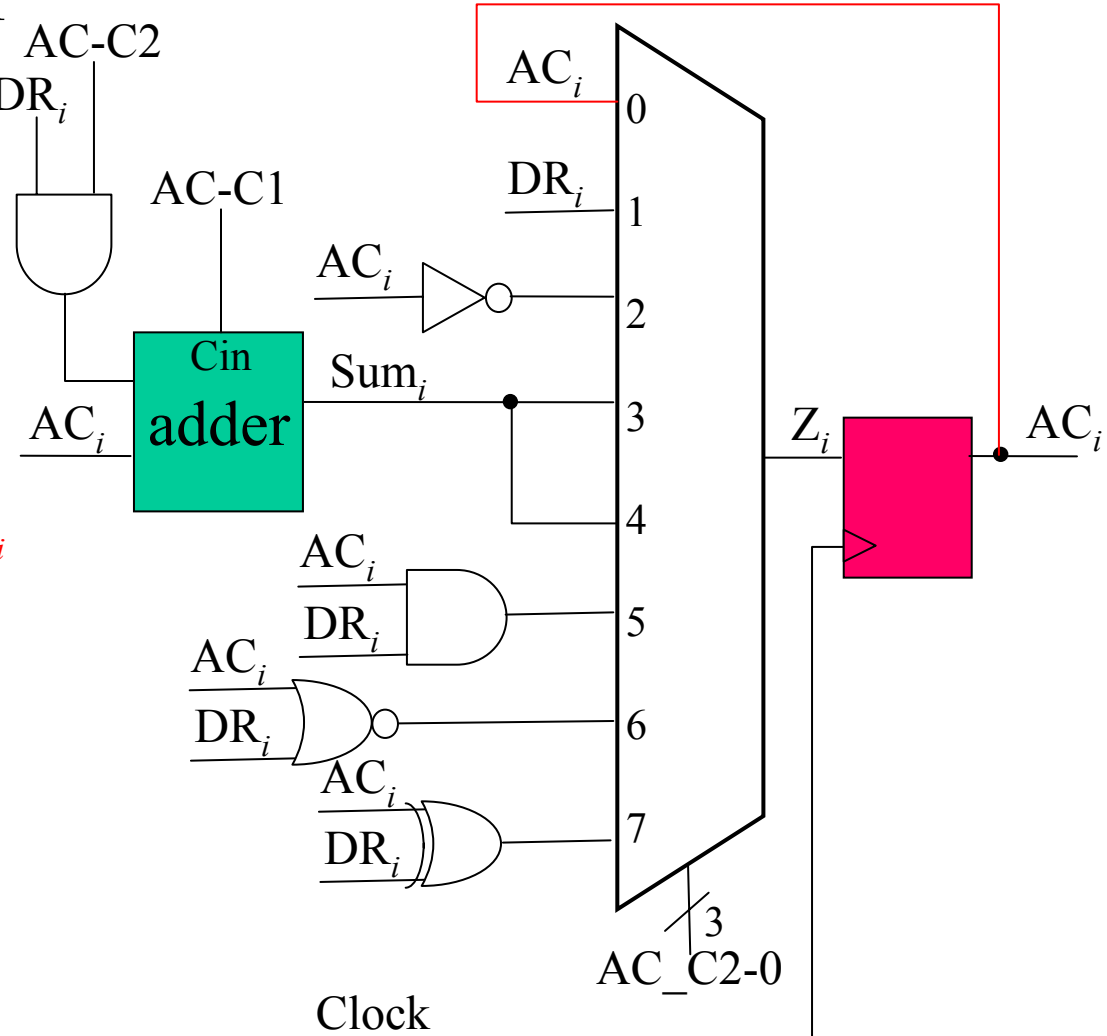 AC-C2
DRᵢ
AC-C1
Cin
adder
ACᵢ
Sumᵢ
i
ACᵢ
0
DRᵢ
1
ACᵢ
2
3
4
ACᵢ
DRᵢ
5
ACᵢ
DRᵢ
6
ACᵢ
DRᵢ
7
Zᵢ
ACᵢ
3
AC_C2-0
Clock